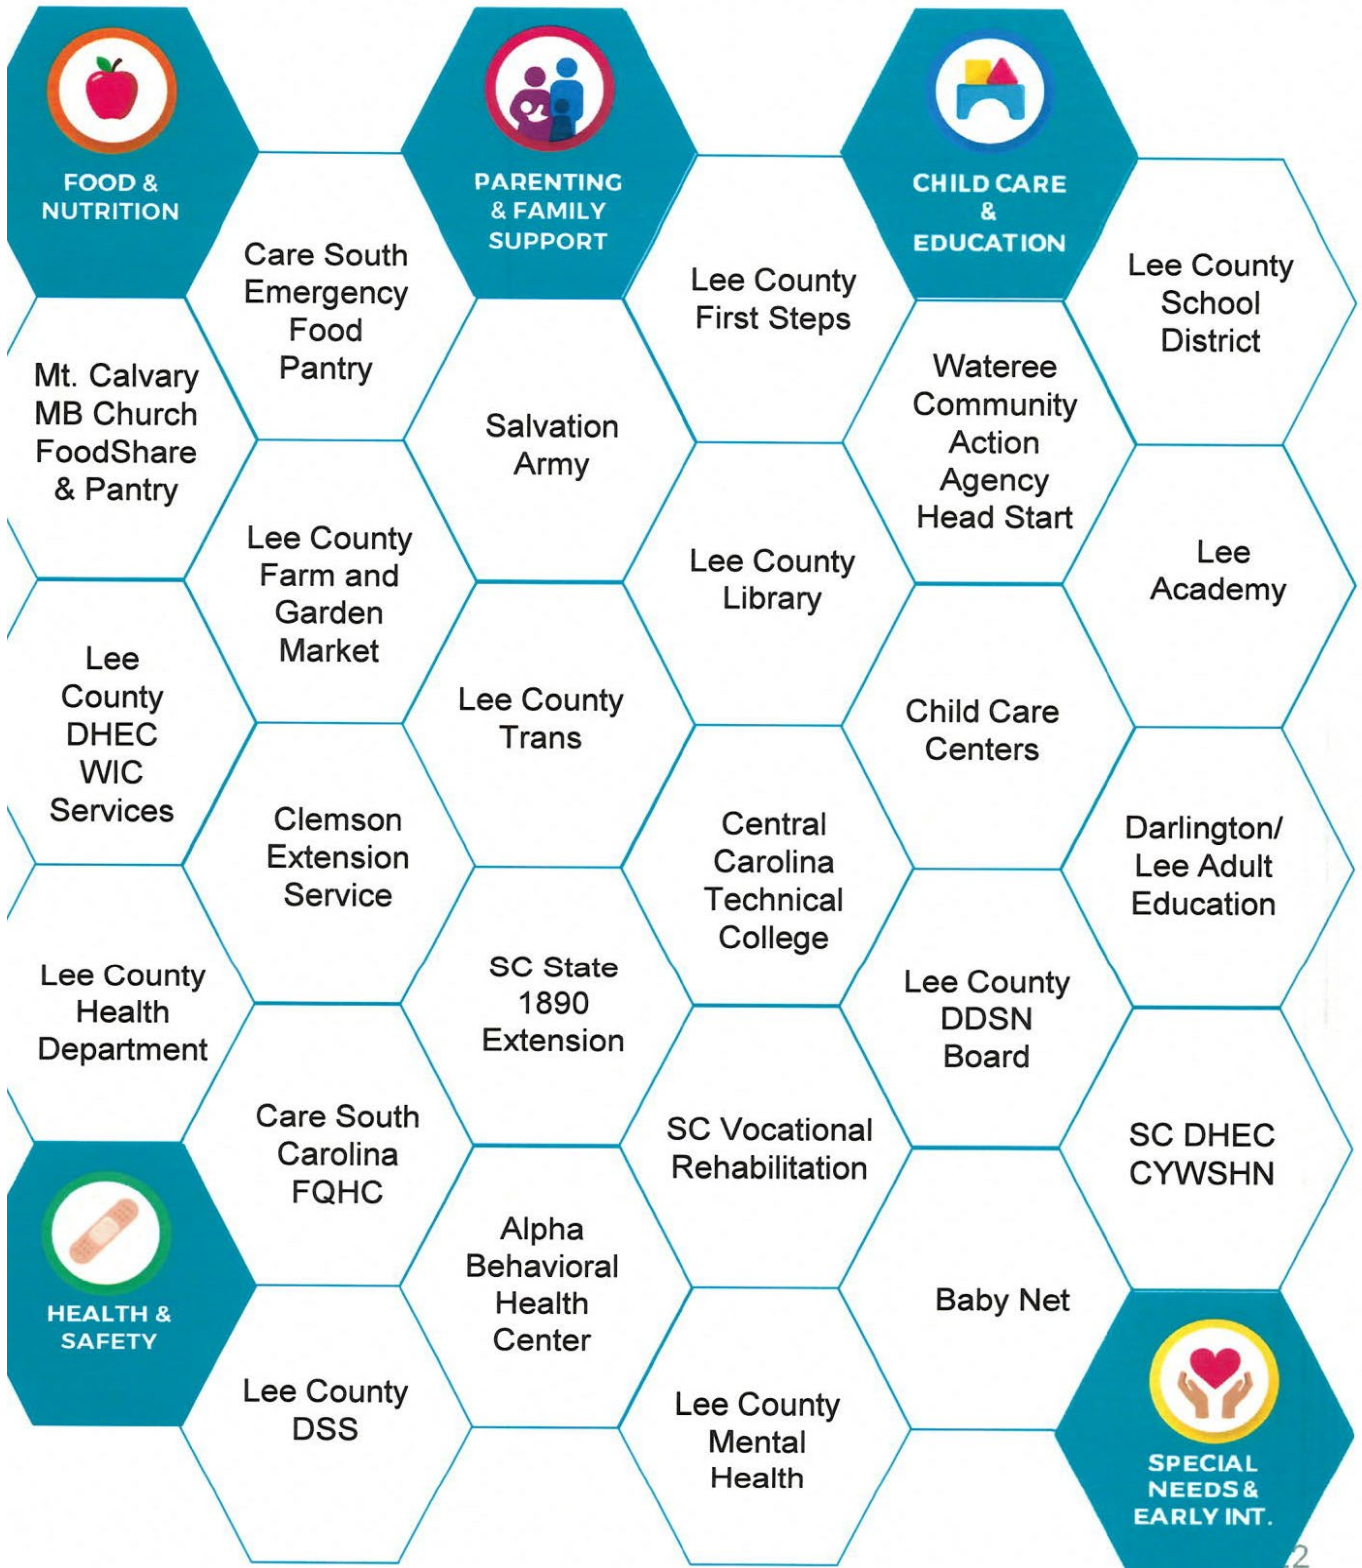 FOOD &
NUTRITION
PARENTING
& FAMILY
SUPPORT
CHILD CARE
&
EDUCATION
Care South
Emergency
Food
Pantry
Lee County
First Steps
Lee County
School
District
Mt. Calvary
MB Church
FoodShare
& Pantry
Salvation
Army
Wateree
Community
Action
Agency
Head Start
Lee County
Farm and
Garden
Market
Lee County
Library
Lee
Academy
Lee
County
DHEC
WIC
Services
Lee County
Trans
Child Care
Centers
Clemson
Extension
Service
Central
Carolina
Technical
College
Darlington/
Lee Adult
Education
Lee County
Health
Department
SC State
1890
Extension
Lee County
DDSN
Board
Care South
Carolina
FQHC
SC Vocational
Rehabilitation
SC DHEC
CYWSHN
HEALTH &
SAFETY
Alpha
Behavioral
Health
Center
Baby Net
Lee County
DSS
Lee County
Mental
Health
SPECIAL
NEEDS &
EARLY INT.